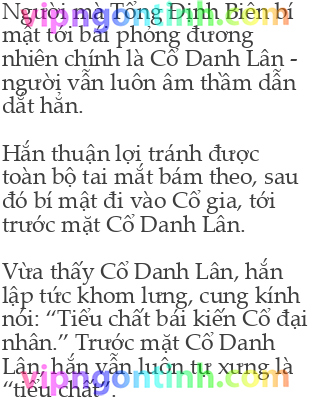 Người mà Tổng Định Biên bí
mật tới bái phỏng đương
nhiên chính là Cổ Danh Lân -
người vẫn luôn âm thầm dẫn
dắt hắn.
Hắn thuận lợi tránh được
toàn bộ tai mắt bám theo, sau
đó bí mật đi vào Cổ gia, tới
trước mặt Cổ Danh Lân.
Vừa thấy Cổ Danh Lân, hắn
lập tức khom lưng, cung kính
nói: “Tiểu chất bái kiến Cổ đại
nhân.” Trước mặt Cổ Danh
Lân, hắn vẫn luôn tự xưng là
“tiểu chất”.
vipngontinh.com
vipngontinh.com